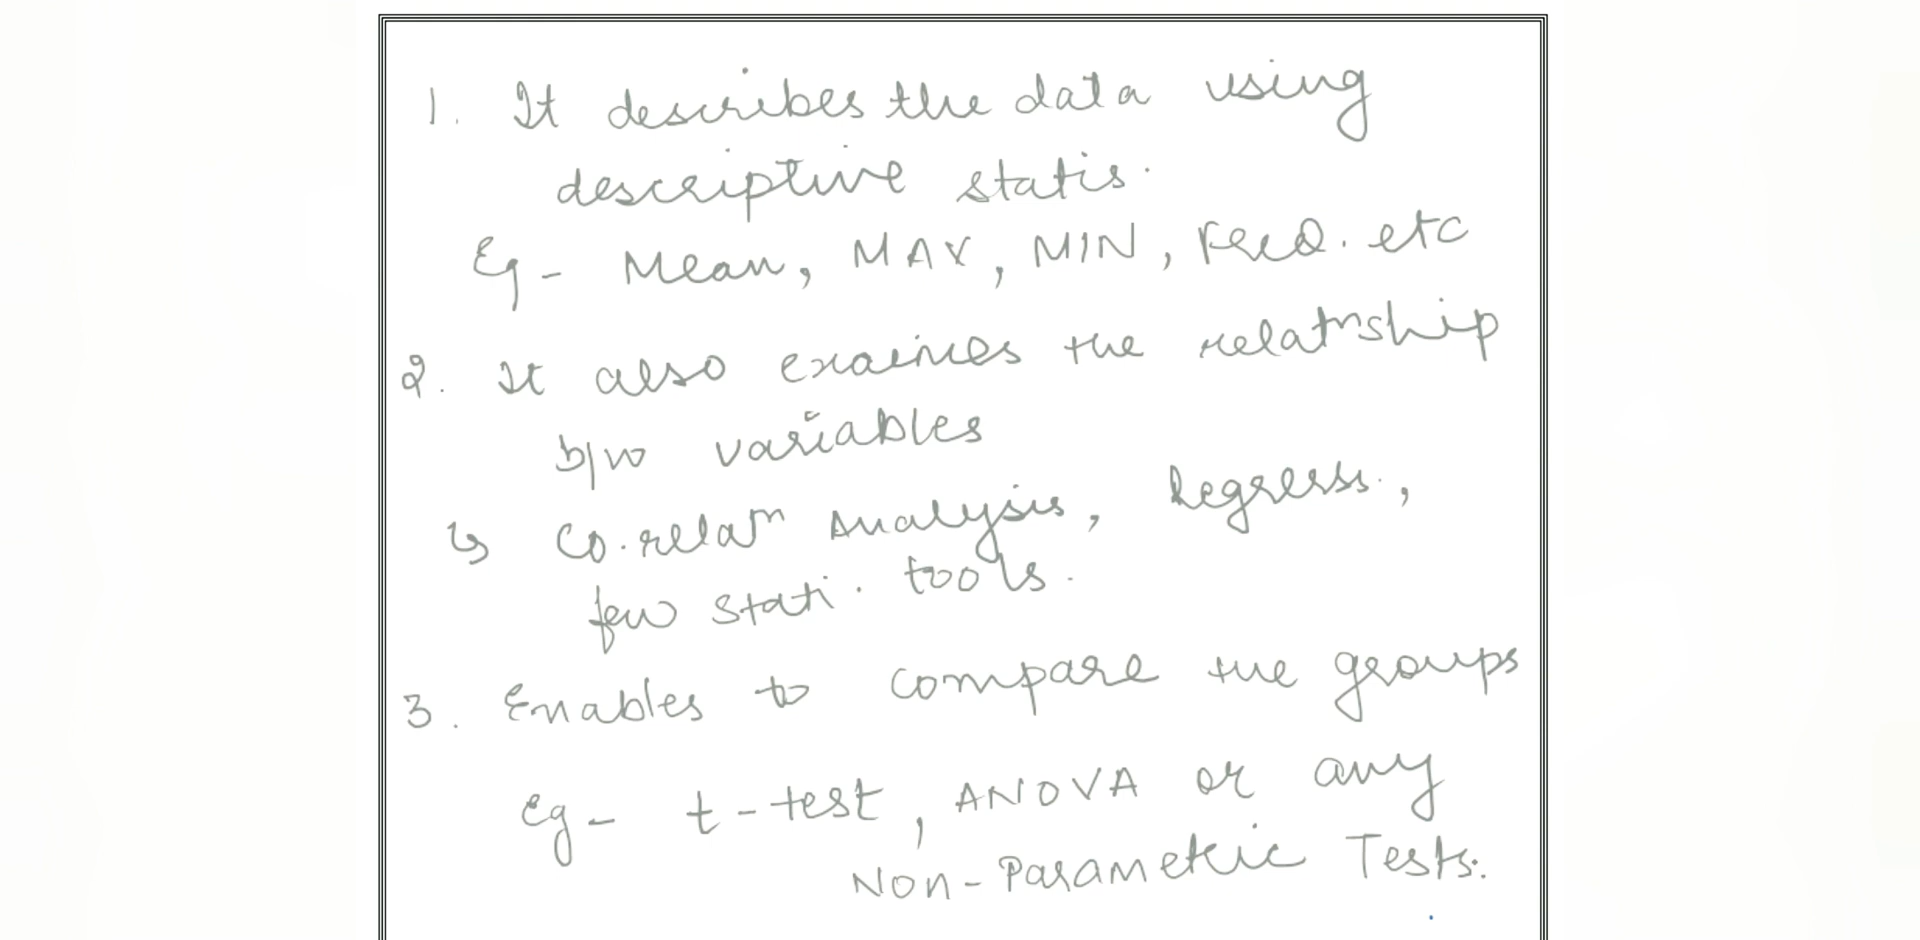 1. It describes the data using
descriptive statis.
Eg - Mean, MAX, MIN, Freq. etc
2. It also exaimes the relatnship
b/w variables
↳ Co.relatn Analysis, Regress.,
few stati. tools.
3. Enables to compare the groups
Eg - t-test, ANOVA or any
Non-Parametric Tests.